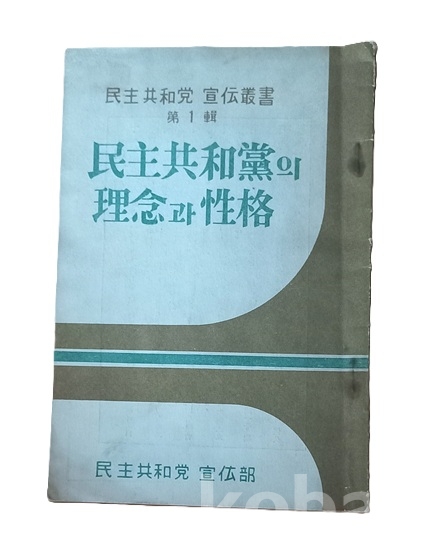 民主共和党 宣伝叢書
第1輯
民主共和黨의
理念과 性格
民主共和党 宣伝部
koba